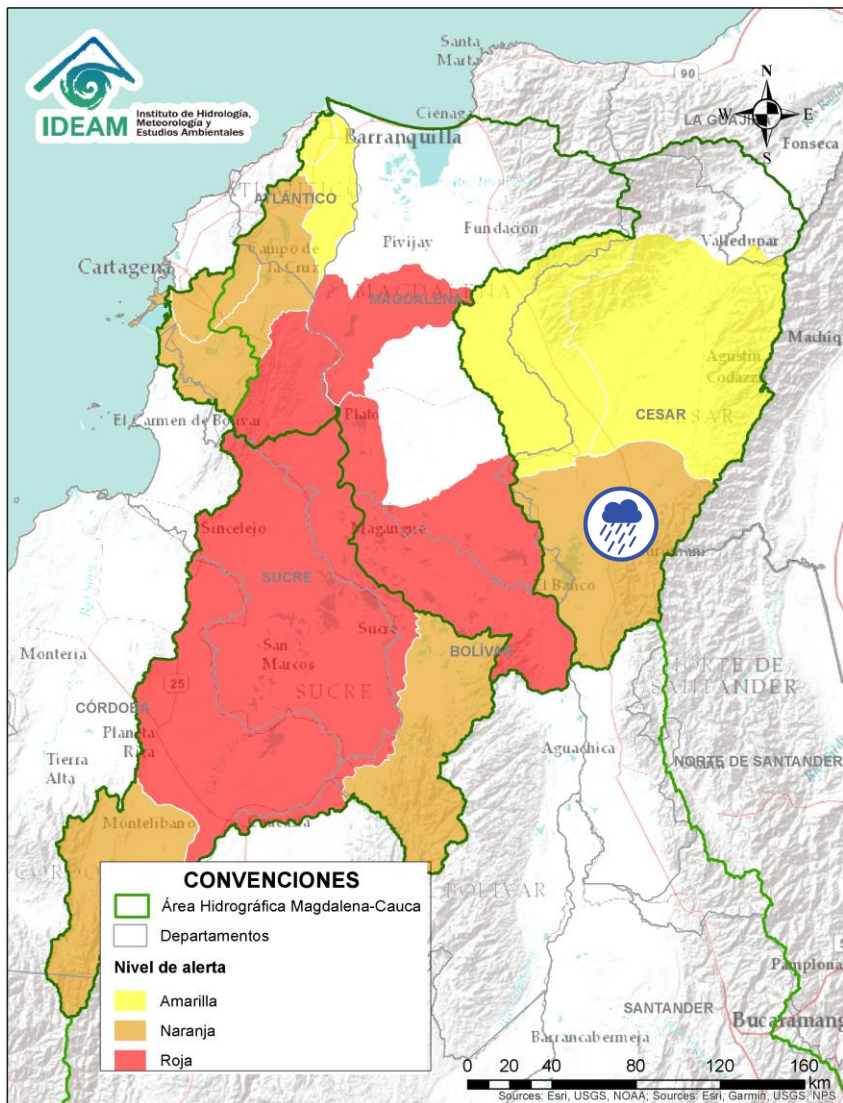 IDEAM
Instituto de Hidrología,
Meteorología y
Estudios Ambientales
Santa
Marta
90
N
W
E
S
LA GUAJI
Ciénaga
Fonseca
Barranquilla
ATLÁNTICO
Fundación
Pivijay
Valledupar
Cartagena
Campo de
la Cruz
MAGDALENA
Agustín
Codazzi
CESAR
El Carmen de Bolívar
Plato
Sincelejo
Magangué
SUCRE
El Banco
Sucre
BOLÍVAR
San
Marcos
SUCRE
Montería
25
CÓRDOBA
Planeta
Rica
Tierra
Alta
NORTE DE
SANTANDER
Aguachica
NORTE DE SANTANDER
Montelíbano
BOLÍVAR
CONVENCIONES
Área Hidrográfica Magdalena-Cauca
Departamentos
Nivel de alerta
Amarilla
Naranja
Roja
Pamplona
SANTANDER
Bucaramang
Barrancabermeja
0 20 40 80 120 160
km
Sources: Esri, USGS, NOAA; Sources: Esri, Garmin, USGS, NPS